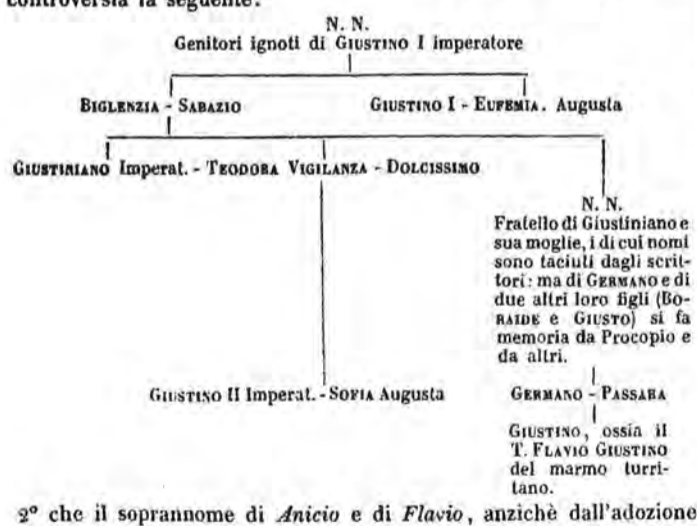 controversia la seguente:
N. N.
Genitori ignoti di GIUSTINO I imperatore
BIGLENZIA - SABAZIO GIUSTINO I - EUFEMIA. Augusta
GIUSTINIANO Imperat. - TEODORA VIGILANZA - DOLCISSIMO
N. N.
Fratello di Giustiniano e
sua moglie, i di cui nomi
sono taciuti dagli scrit-
tori: ma di GERMANO e di
due altri loro figli (BO-
RAIDE e GIUSTO) si fa
memoria da Procopio e
da altri.
GIUSTINO II Imperat. - SOFIA Augusta
GERMANO - PASSARA
GIUSTINO, ossia il
T. FLAVIO GIUSTINO
del marmo turri-
tano.
2º che il soprannome di Anicio e di Flavio, anzichè dall'adozione